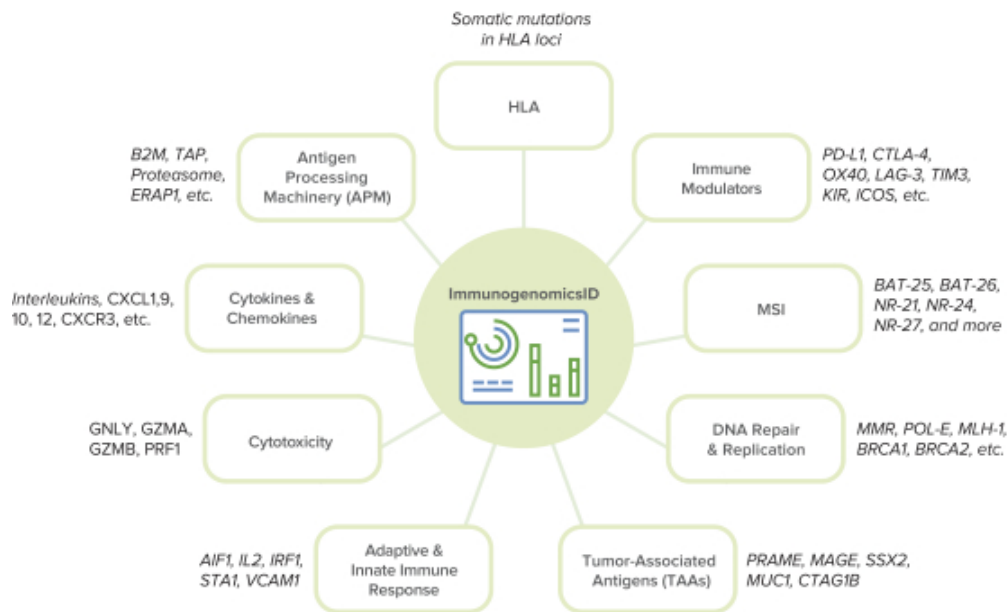 Somatic mutations
in HLA loci
HLA
B2M, TAP,
Proteasome,
ERAP1, etc.
Antigen
Processing
Machinery (APM)
Immune
Modulators
PD-L1, CTLA-4,
OX40, LAG-3, TIM3,
KIR, ICOS, etc.
ImmunogenomicsID
Interleukins, CXCL1,9,
10, 12, CXCR3, etc.
Cytokines &
Chemokines
MSI
BAT-25, BAT-26,
NR-21, NR-24,
NR-27, and more
GNLY, GZMA,
GZMB, PRF1
Cytotoxicity
DNA Repair
& Replication
MMR, POL-E, MLH-1,
BRCA1, BRCA2, etc.
AIF1, IL2, IRF1,
STA1, VCAM1
Adaptive &
Innate Immune
Response
Tumor-Associated
Antigens (TAAs)
PRAME, MAGE, SSX2,
MUC1, CTAG1B